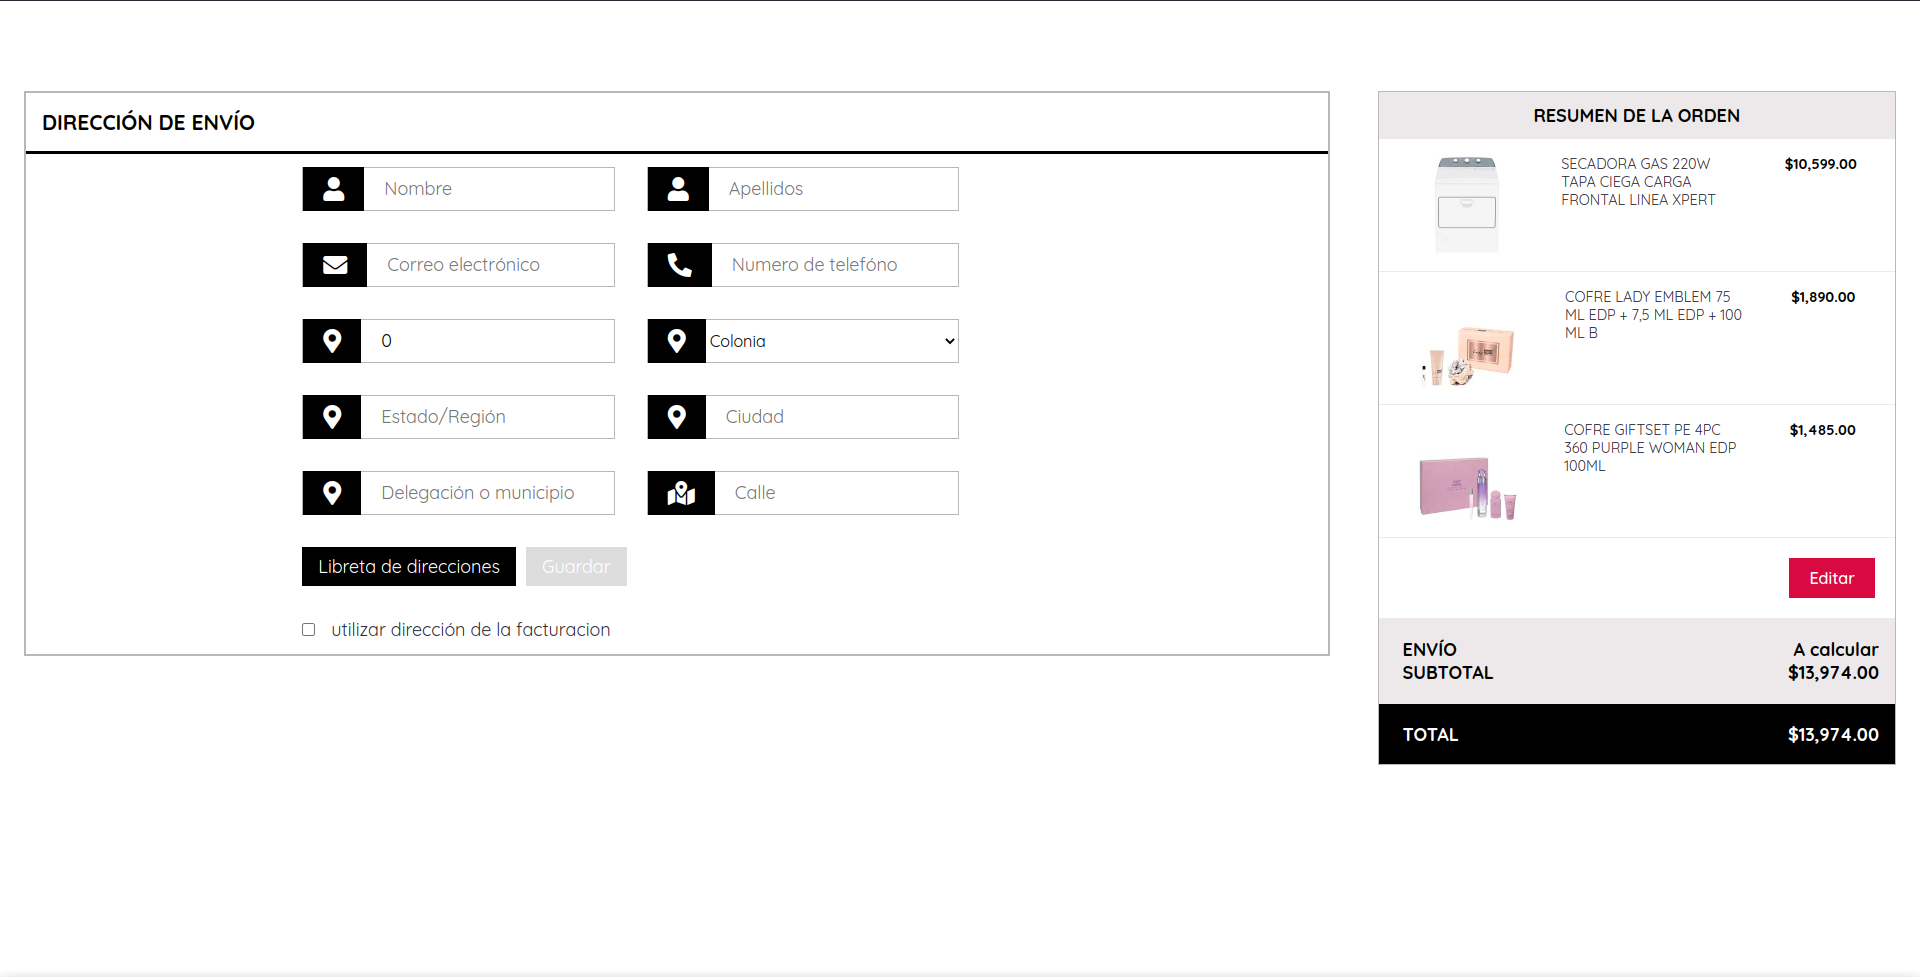 DIRECCIÓN DE ENVÍO
Nombre
Apellidos
Correo electrónico
Numero de telefóno
0
Colonia
Estado/Región
Ciudad
Delegación o municipio
Calle
Libreta de direcciones
Guardar
utilizar dirección de la facturacion
RESUMEN DE LA ORDEN
SECADORA GAS 220W $10,599.00
TAPA CIEGA CARGA
FRONTAL LINEA XPERT
COFRE LADY EMBLEM 75 $1,890.00
ML EDP + 7,5 ML EDP + 100
ML B
COFRE GIFTSET PE 4PC $1,485.00
360 PURPLE WOMAN EDP
100ML
Editar
ENVÍO A calcular
SUBTOTAL $13,974.00
TOTAL $13,974.00